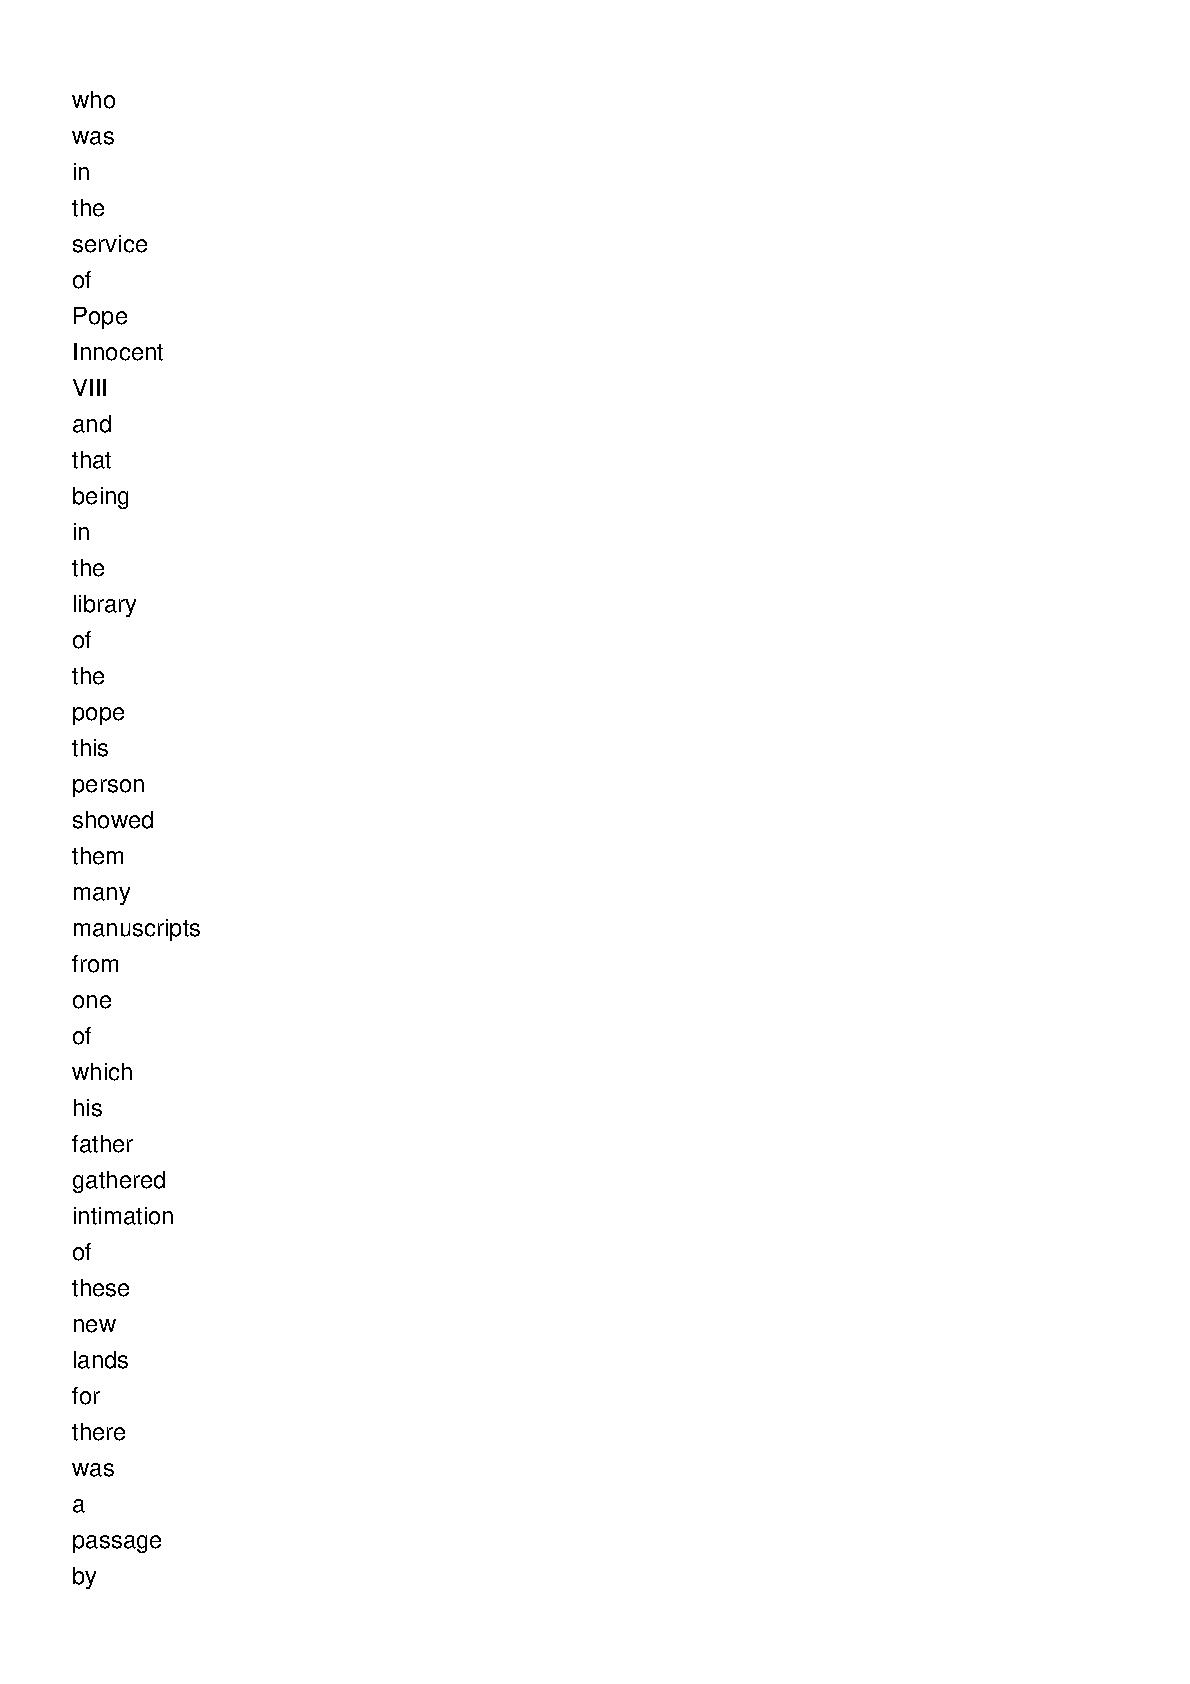 who
was
in
the
service
of
Pope
Innocent
VIII
and
that
being
in
the
library
of
the
pope
this
person
showed
them
many
manuscripts
from
one
of
which
his
father
gathered
intimation
of
these
new
lands
for
there
was
a
passage
by